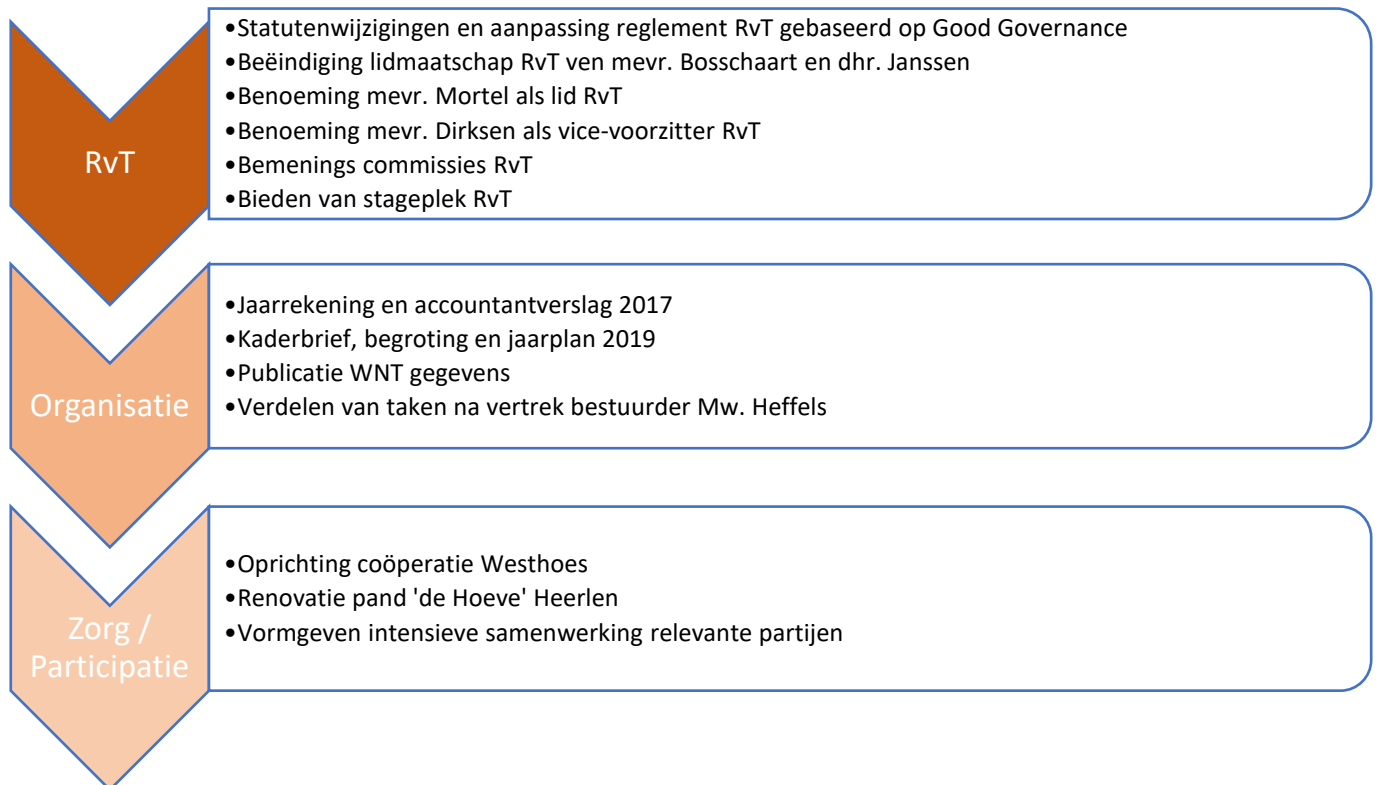 RvT
•Statutenwijzigingen en aanpassing reglement RvT gebaseerd op Good Governance
•Beëindiging lidmaatschap RvT ven mevr. Bosschaart en dhr. Janssen
•Benoeming mevr. Mortel als lid RvT
•Benoeming mevr. Dirksen als vice-voorzitter RvT
•Bemenings commissies RvT
•Bieden van stageplek RvT
Organisatie
•Jaarrekening en accountantverslag 2017
•Kaderbrief, begroting en jaarplan 2019
•Publicatie WNT gegevens
•Verdelen van taken na vertrek bestuurder Mw. Heffels
Zorg /
Participatie
•Oprichting coöperatie Westhoes
•Renovatie pand 'de Hoeve' Heerlen
•Vormgeven intensieve samenwerking relevante partijen